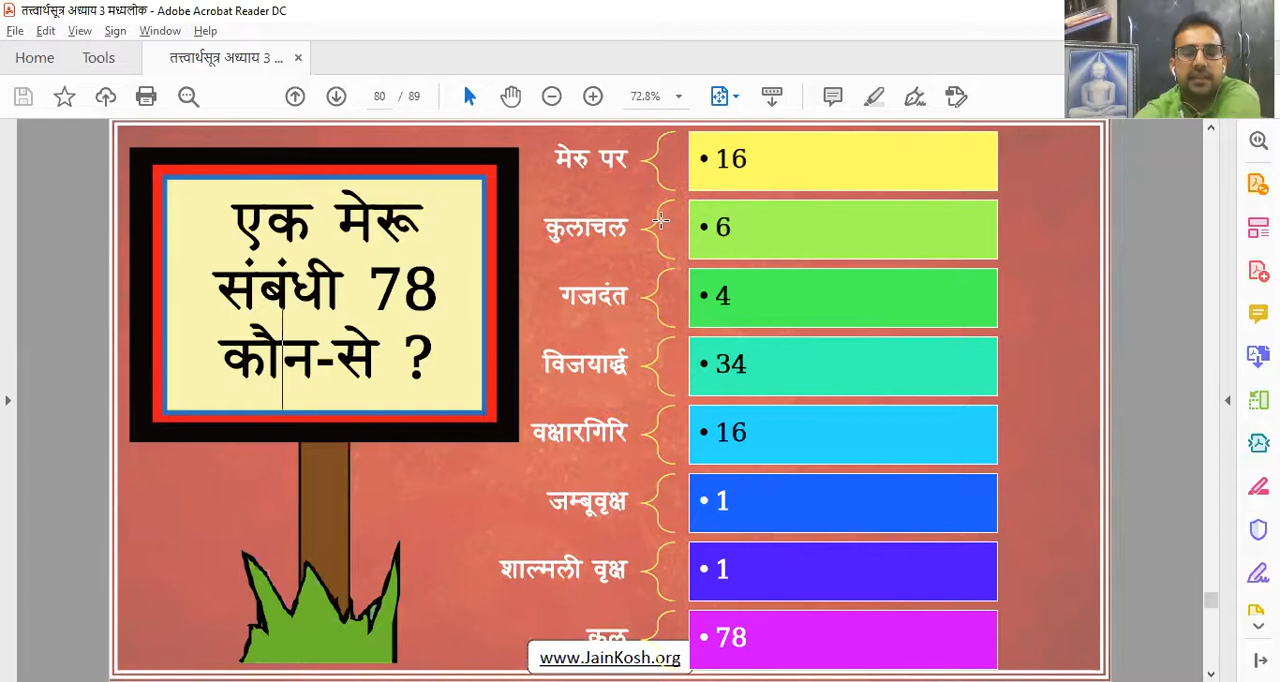 तत्त्वार्थसूत्र अध्याय 3 मध्यलोक - Adobe Acrobat Reader DC
File Edit View Sign Window Help
Home Tools तत्त्वार्थसूत्र अध्याय 3 ... ×
80 / 89 72.8%
एक मेरू
संबंधी 78
कौन-से ?
मेरु पर • 16
कुलाचल • 6
गजदंत • 4
विजयार्द्ध • 34
वक्षारगिरि • 16
जम्बूवृक्ष • 1
शाल्मली वृक्ष • 1
कुल • 78
www.JainKosh.org